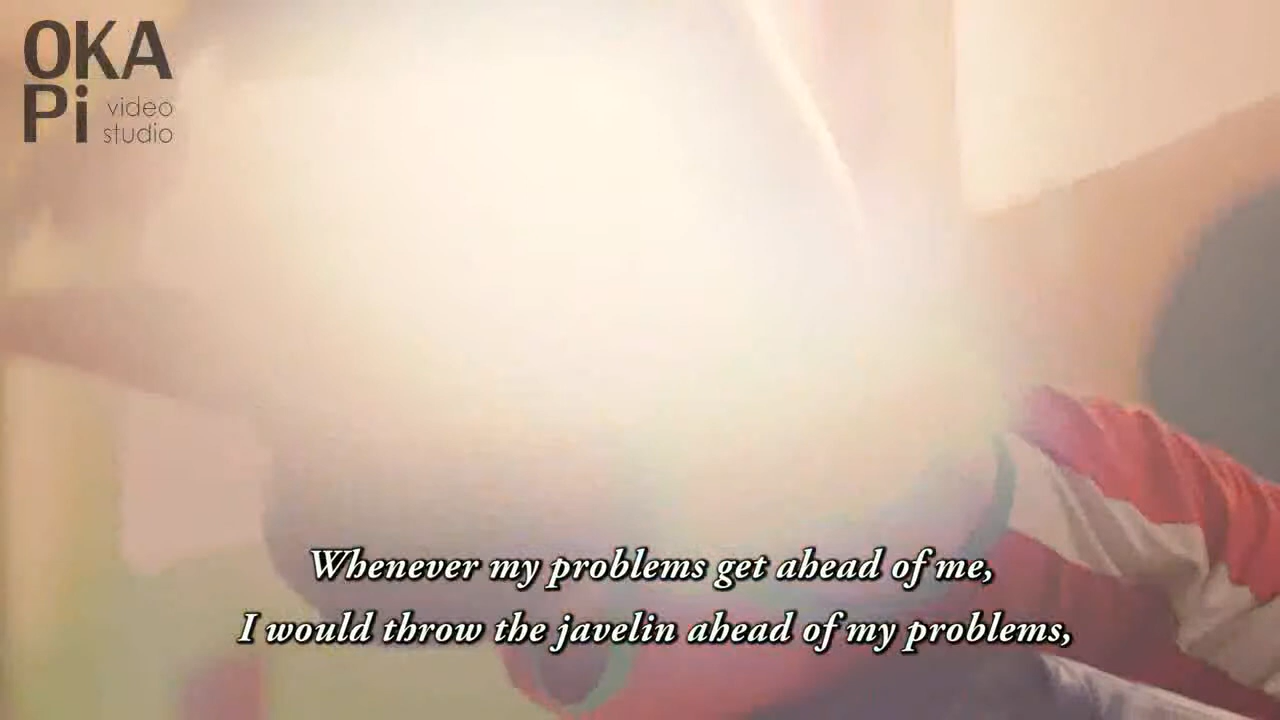 OKA
Pi video
studio
Whenever my problems get ahead of me,
I would throw the javelin ahead of my problems,